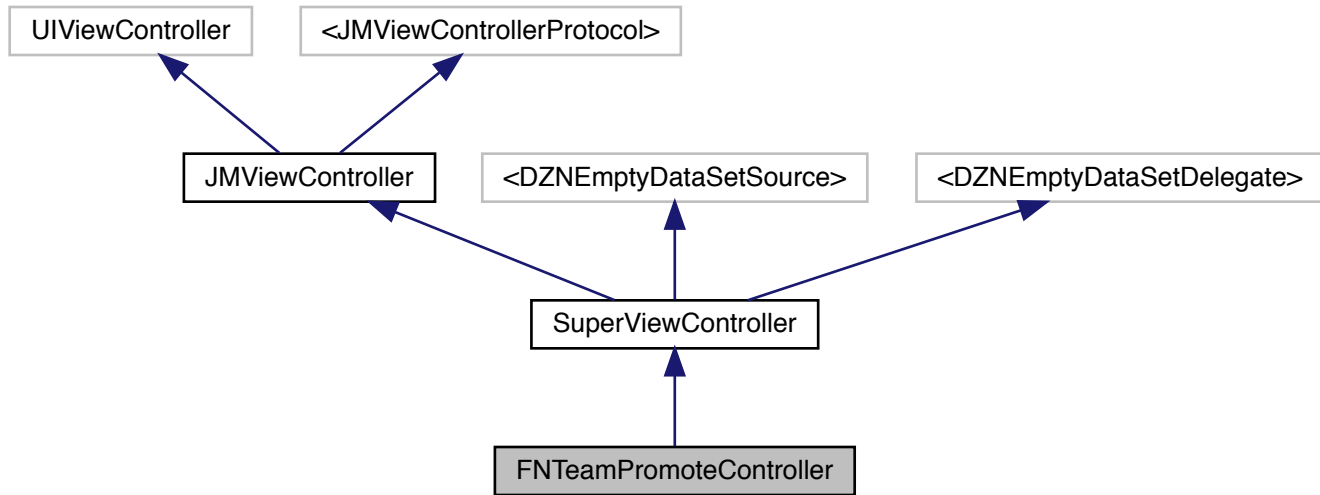 UIViewController
<JMViewControllerProtocol>
JMViewController
<DZNEmptyDataSetSource>
<DZNEmptyDataSetDelegate>
SuperViewController
FNTeamPromoteController